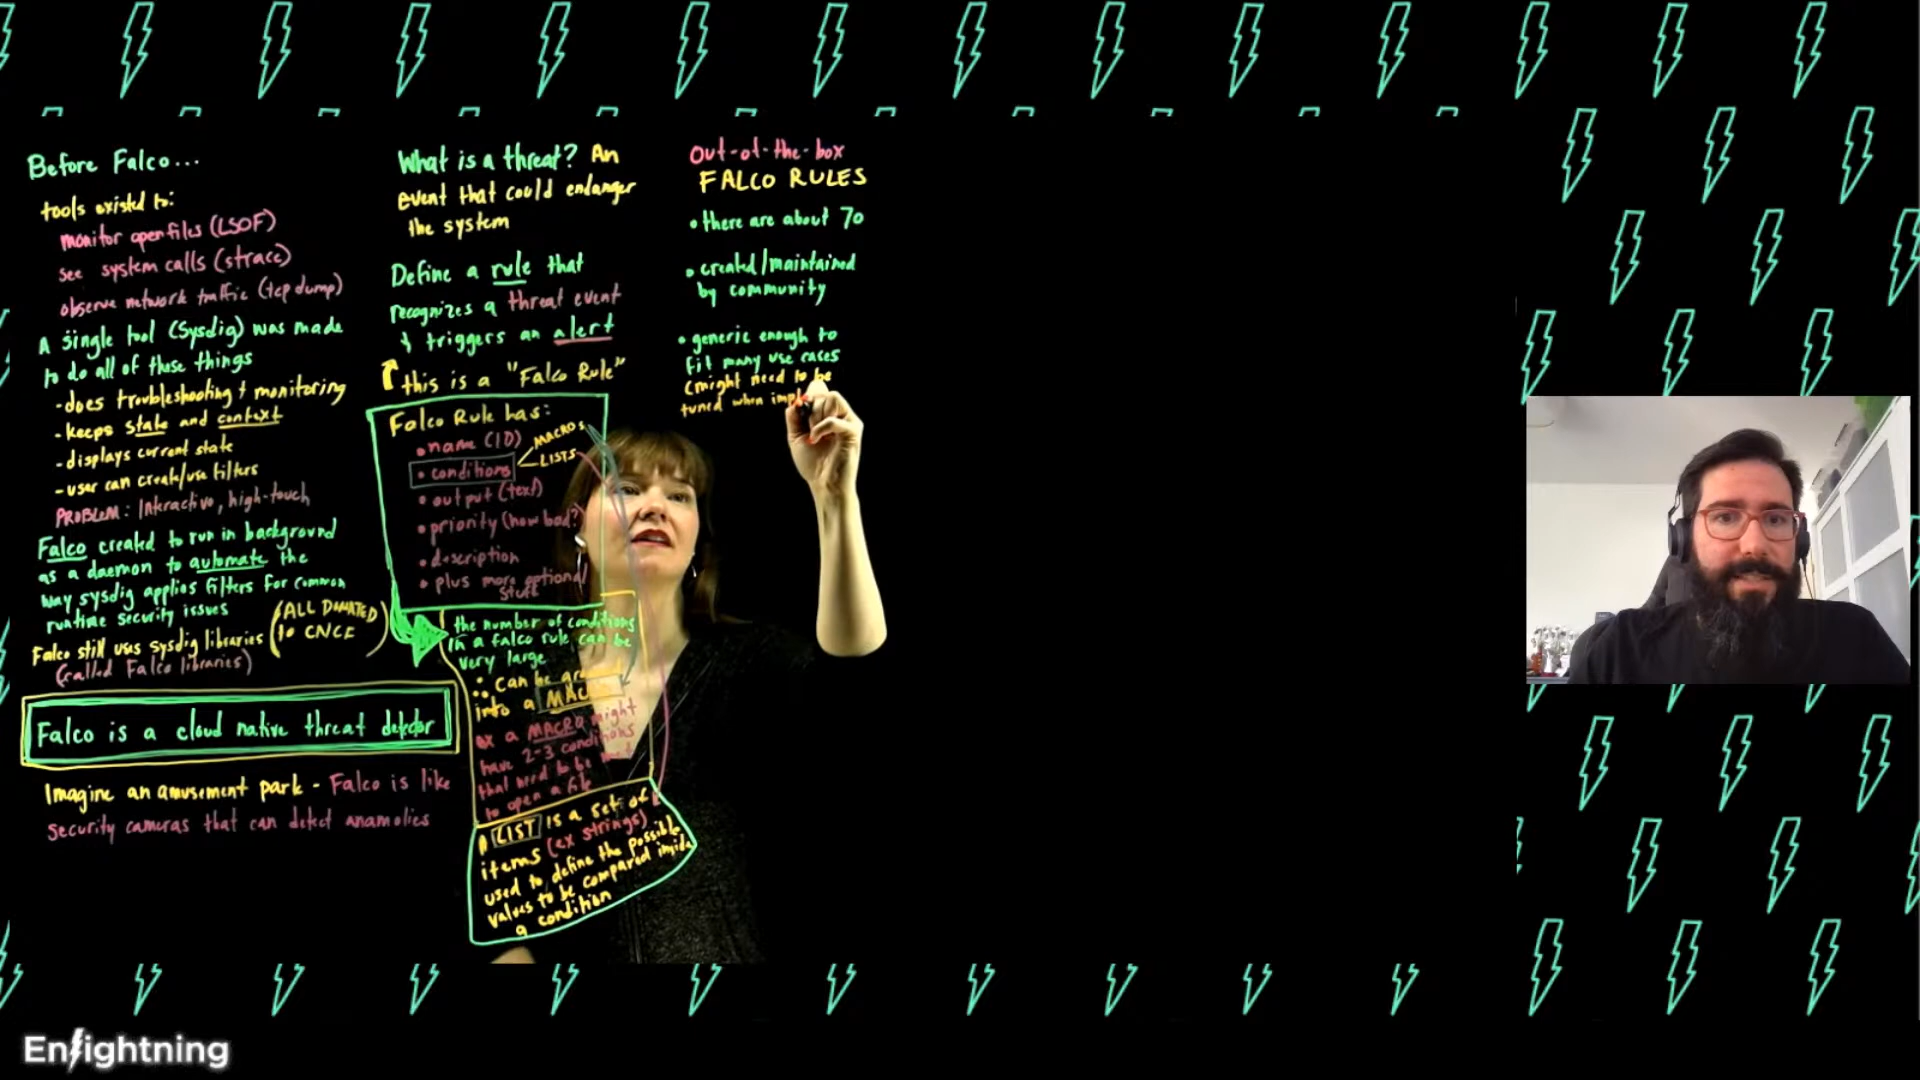 Before Falco...
tools existed to:
monitor open files (LSOF)
see system calls (strace)
observe network traffic (tcpdump)
A single tool (Sysdig) was made
to do all of these things
- does troubleshooting + monitoring
- keeps state and context
- displays current state
- user can create/use filters
PROBLEM: Interactive, high-touch
Falco created to run in background
as a daemon to automate the
way sysdig applies filters for common
runtime security issues
Falco still uses sysdig libraries
(called Falco libraries)
(ALL DONATED
to CNCF)
Falco is a cloud native threat detector
Imagine an amusement park - Falco is like
security cameras that can detect anamolies
What is a threat? An
event that could endanger
the system
Define a rule that
recognizes a threat event
+ triggers an alert
this is a "Falco Rule"
Falco Rule has:
• name (ID)
• conditions
MACROS
LISTS
• output (text)
• priority (how bad?)
• description
• plus more optional
stuff
the number of conditions
in a falco rule can be
very large
∴ Can be
into a
ex a MACRO might
have 2-3 conditions
that need to be
to open a file
A LIST is a set of
items (ex strings)
used to define the possible
values to be compared inside
a condition
Out-of-the-box
FALCO RULES
• there are about 70
• created/maintained
by community
• generic enough to
fit many use cases
(might need to be
tuned when
Enlightning